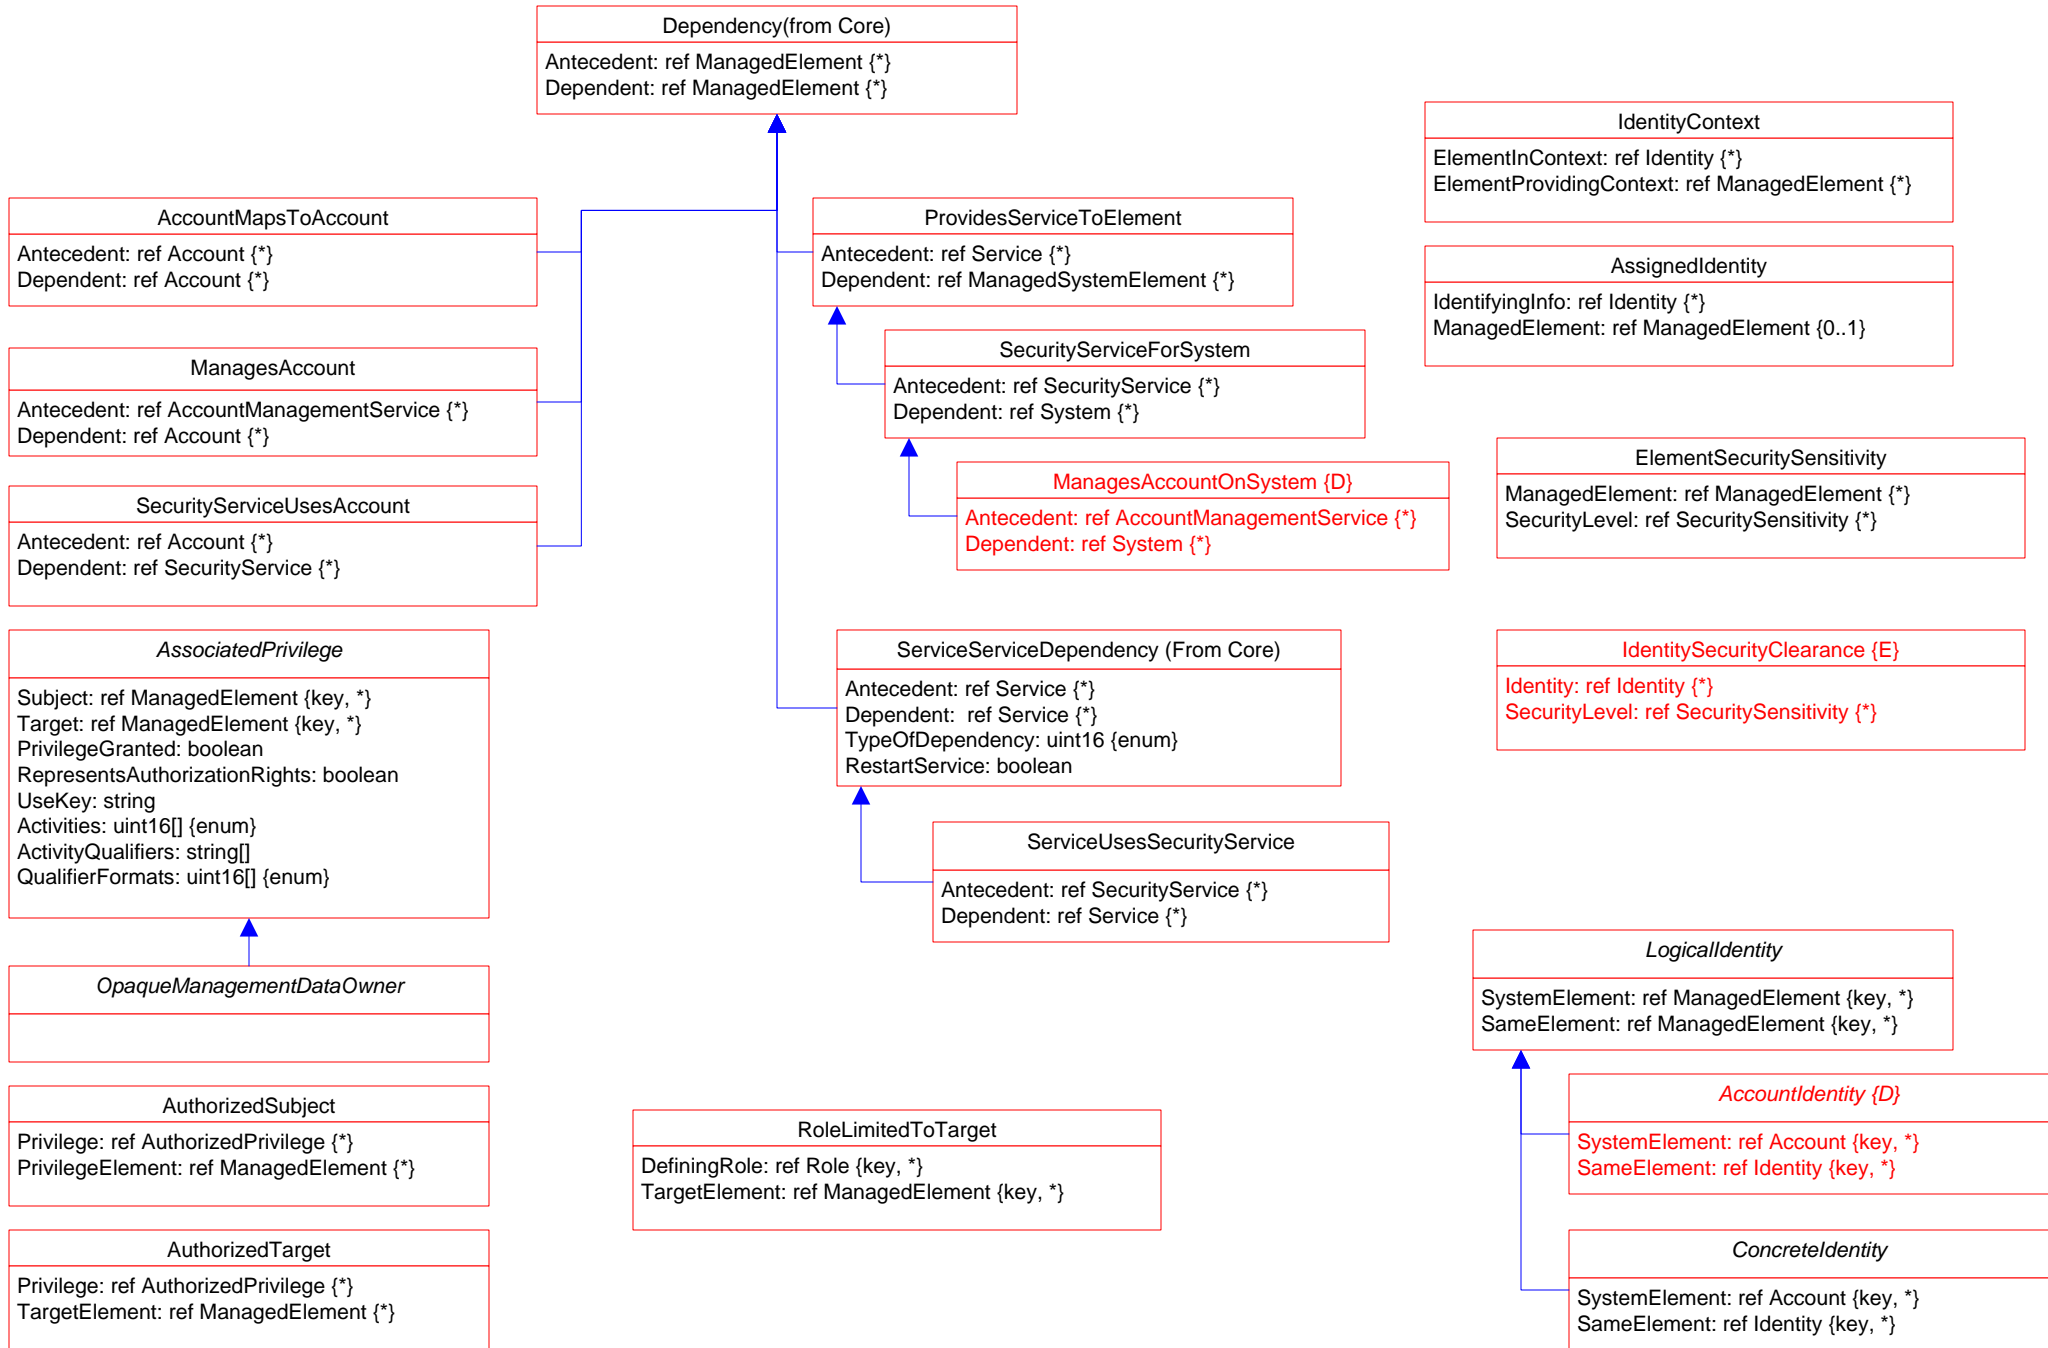 Dependency(from Core)
Antecedent: ref ManagedElement {*}
Dependent: ref ManagedElement {*}
IdentityContext
ElementInContext: ref Identity {*}
ElementProvidingContext: ref ManagedElement {*}
AccountMapsToAccount
Antecedent: ref Account {*}
Dependent: ref Account {*}
ProvidesServiceToElement
Antecedent: ref Service {*}
Dependent: ref ManagedSystemElement {*}
AssignedIdentity
IdentifyingInfo: ref Identity {*}
ManagedElement: ref ManagedElement {0..1}
ManagesAccount
Antecedent: ref AccountManagementService {*}
Dependent: ref Account {*}
SecurityServiceForSystem
Antecedent: ref SecurityService {*}
Dependent: ref System {*}
ManagesAccountOnSystem {D}
Antecedent: ref AccountManagementService {*}
Dependent: ref System {*}
ElementSecuritySensitivity
ManagedElement: ref ManagedElement {*}
SecurityLevel: ref SecuritySensitivity {*}
SecurityServiceUsesAccount
Antecedent: ref Account {*}
Dependent: ref SecurityService {*}
AssociatedPrivilege
Subject: ref ManagedElement {key, *}
Target: ref ManagedElement {key, *}
PrivilegeGranted: boolean
RepresentsAuthorizationRights: boolean
UseKey: string
Activities: uint16[] {enum}
ActivityQualifiers: string[]
QualifierFormats: uint16[] {enum}
ServiceServiceDependency (From Core)
Antecedent: ref Service {*}
Dependent:  ref Service {*}
TypeOfDependency: uint16 {enum}
RestartService: boolean
IdentitySecurityClearance {E}
Identity: ref Identity {*}
SecurityLevel: ref SecuritySensitivity {*}
ServiceUsesSecurityService
Antecedent: ref SecurityService {*}
Dependent: ref Service {*}
OpaqueManagementDataOwner
LogicalIdentity
SystemElement: ref ManagedElement {key, *}
SameElement: ref ManagedElement {key, *}
AuthorizedSubject
Privilege: ref AuthorizedPrivilege {*}
PrivilegeElement: ref ManagedElement {*}
RoleLimitedToTarget
DefiningRole: ref Role {key, *}
TargetElement: ref ManagedElement {key, *}
AccountIdentity {D}
SystemElement: ref Account {key, *}
SameElement: ref Identity {key, *}
AuthorizedTarget
Privilege: ref AuthorizedPrivilege {*}
TargetElement: ref ManagedElement {*}
ConcreteIdentity
SystemElement: ref Account {key, *}
SameElement: ref Identity {key, *}